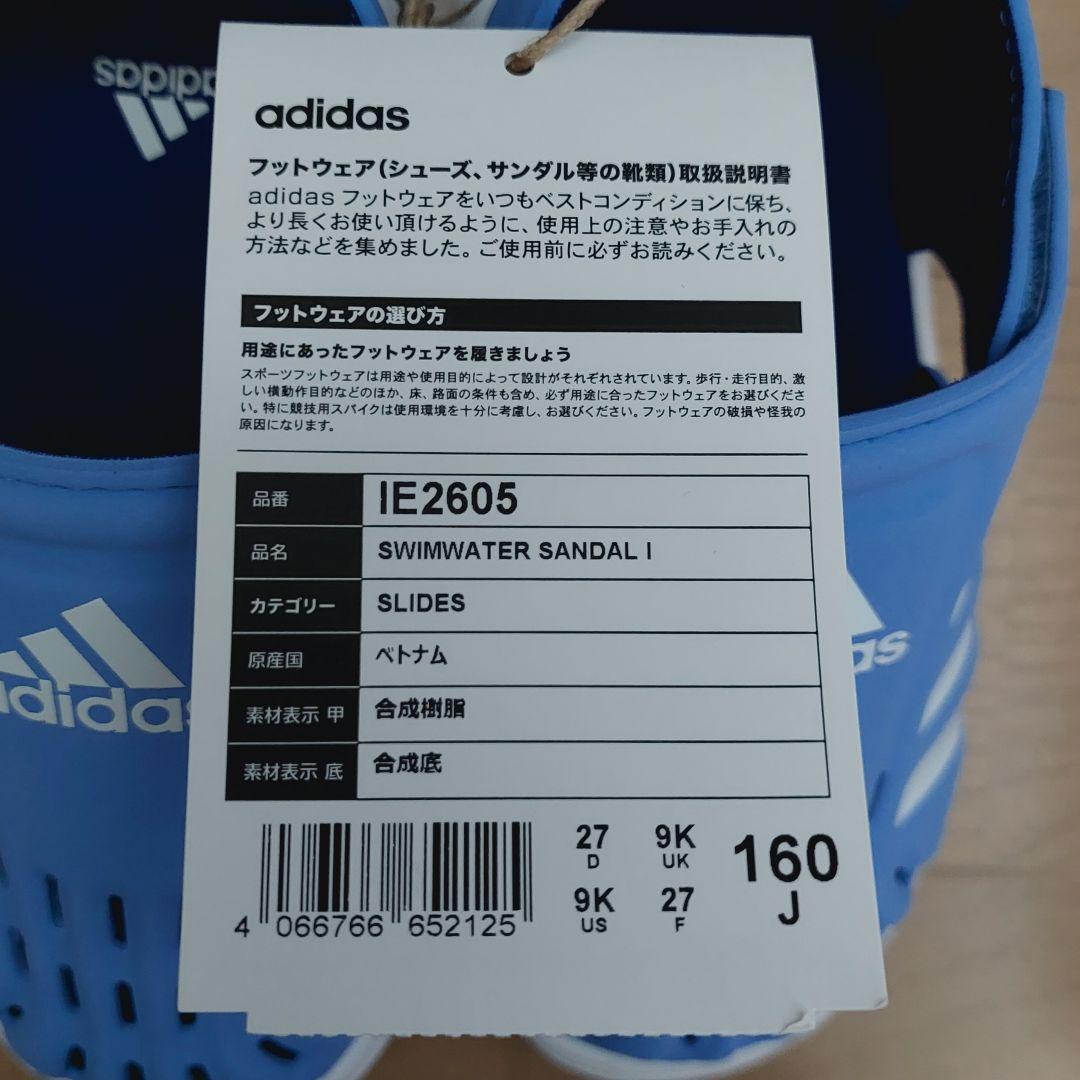 adidas
adidas
フットウェア(シューズ、サンダル等の靴類)取扱説明書
adidas フットウェアをいつもベストコンディションに保ち、
より長くお使い頂けるように、使用上の注意やお手入れの
方法などを集めました。ご使用前に必ずお読みください。
フットウェアの選び方
用途にあったフットウェアを履きましょう
スポーツフットウェアは用途や使用目的によって設計がそれぞれされています。歩行・走行目的、激
しい横動作目的などのほか、床、路面の条件も含め、必ず用途に合ったフットウェアをお選びくださ
い。特に競技用スパイクは使用環境を十分に考慮し、お選びください。フットウェアの破損や怪我の
原因になります。
品番 IE2605
品名 SWIMWATER SANDAL I
カテゴリー SLIDES
原産国 ベトナム
素材表示 甲 合成樹脂
素材表示 底 合成底
adidas
as
27 9K 160
D UK J
9K 27
US F
4 066766 652125